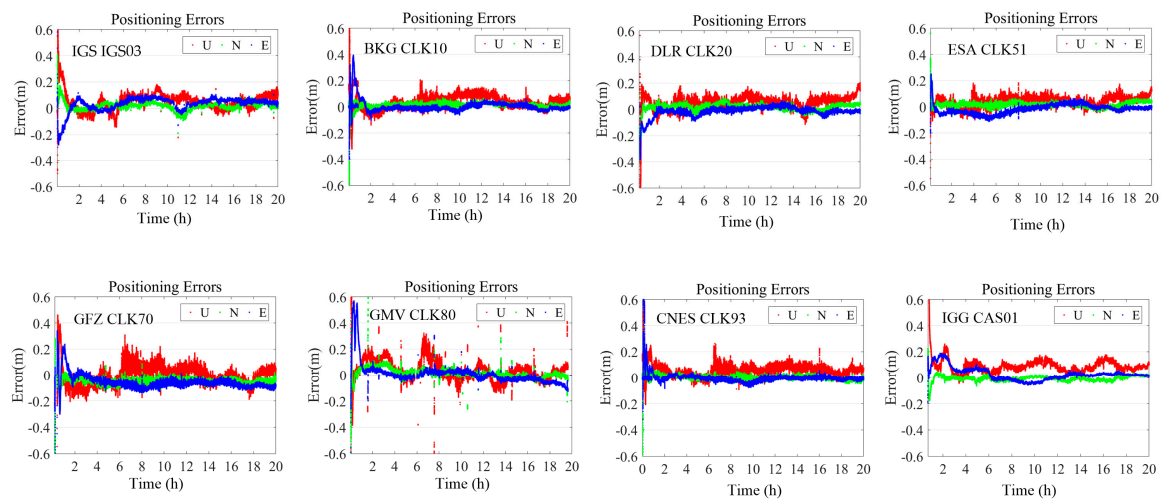 Positioning Errors
IGS IGS03
U N E
Error(m)
0.6
0.4
0.2
0
-0.2
-0.4
-0.6
2 4 6 8 10 12 14 16 18 20
Time (h)
Positioning Errors
BKG CLK10
U N E
Error(m)
0.6
0.4
0.2
0
-0.2
-0.4
-0.6
2 4 6 8 10 12 14 16 18 20
Time (h)
Positioning Errors
DLR CLK20
U N E
Error(m)
0.6
0.4
0.2
0
-0.2
-0.4
-0.6
2 4 6 8 10 12 14 16 18 20
Time (h)
Positioning Errors
ESA CLK51
U N E
Error(m)
0.6
0.4
0.2
0
-0.2
-0.4
-0.6
2 4 6 8 10 12 14 16 18 20
Time (h)
Positioning Errors
GFZ CLK70
U N E
Error(m)
0.6
0.4
0.2
0
-0.2
-0.4
-0.6
2 4 6 8 10 12 14 16 18 20
Time (h)
Positioning Errors
GMV CLK80
U N E
Error(m)
0.6
0.4
0.2
0
-0.2
-0.4
-0.6
2 4 6 8 10 12 14 16 18 20
Time (h)
Positioning Errors
CNES CLK93
U N E
Error(m)
0.6
0.4
0.2
0
-0.2
-0.4
-0.6
0 2 4 6 8 10 12 14 16 18 20
Time (h)
Positioning Errors
IGG CAS01
U N E
Error(m)
0.6
0.4
0.2
0
-0.2
-0.4
-0.6
2 4 6 8 10 12 14 16 18 20
Time (h)